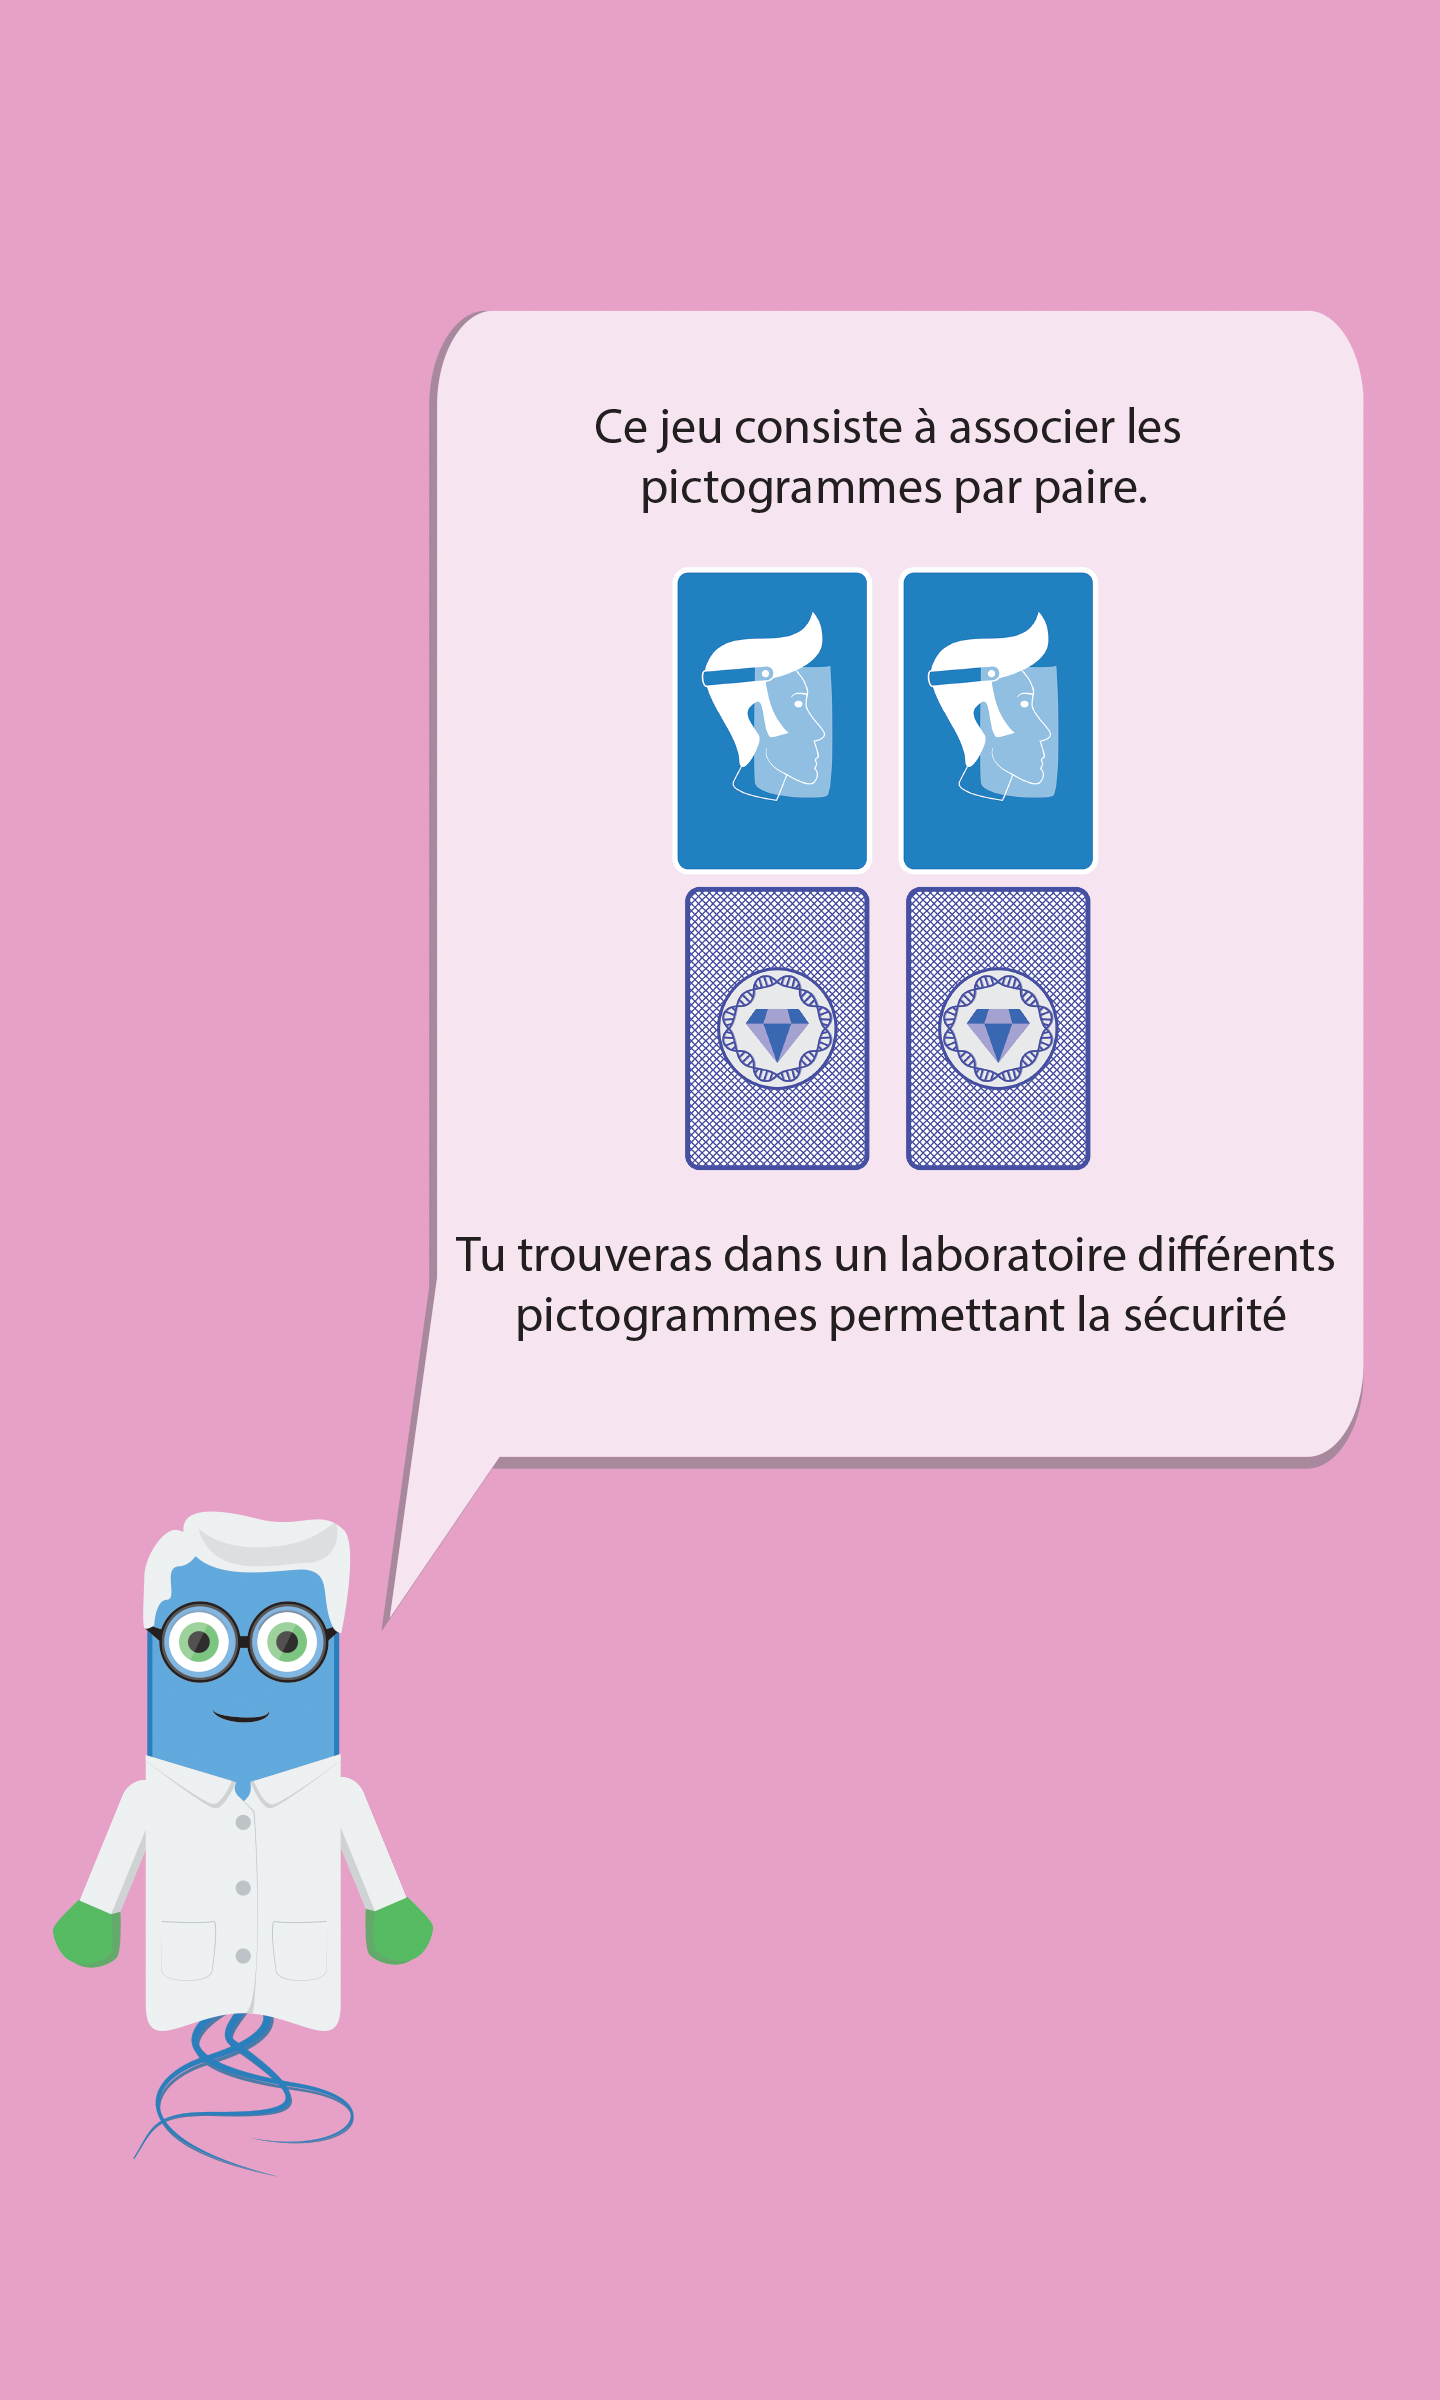 Ce jeu consiste à associer les
pictogrammes par paire.
Tu trouveras dans un laboratoire différents
pictogrammes permettant la sécurité